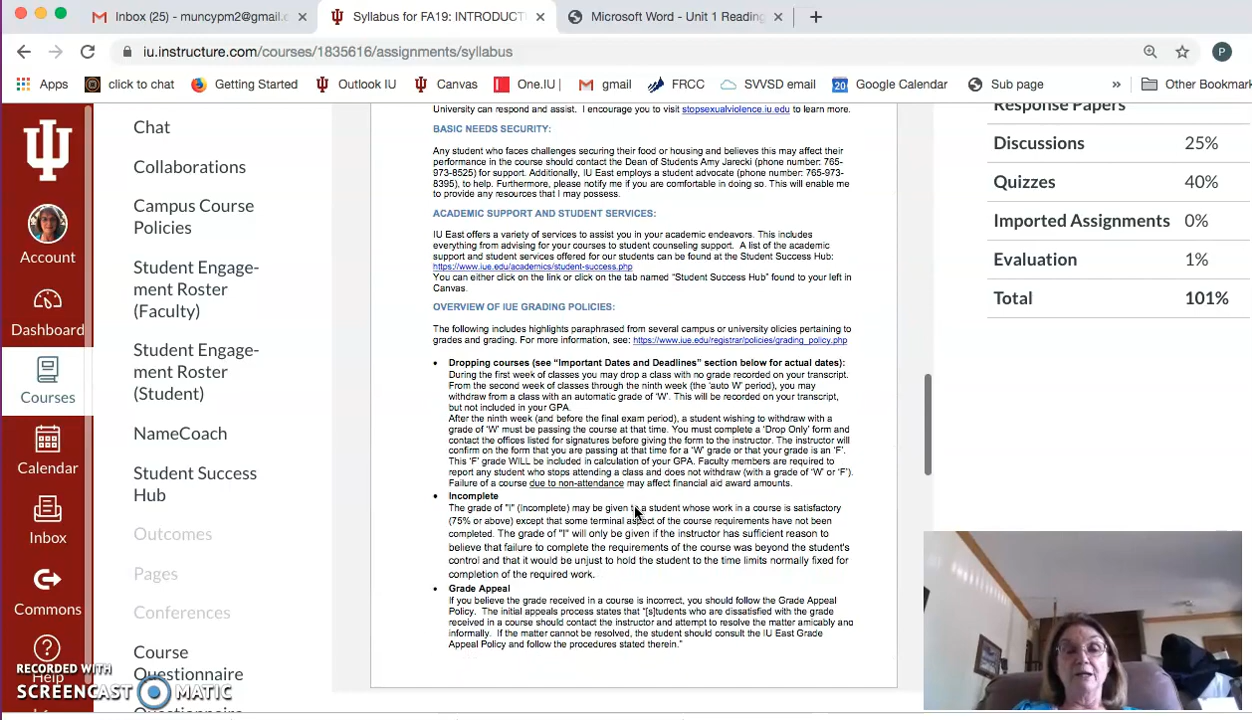 Inbox (25) - muncypm2@gmail.c
Syllabus for FA19: INTRODUCT
Microsoft Word - Unit 1 Reading
iu.instructure.com/courses/1835616/assignments/syllabus
P
Apps
click to chat
Getting Started
Outlook IU
Canvas
One.IU |
gmail
FRCC
SVVSD email
20
Google Calendar
Sub page
»
Other Bookmar
Account
Dashboard
Courses
Calendar
Inbox
Commons
Help
Chat
Collaborations
Campus Course
Policies
Student Engage-
ment Roster
(Faculty)
Student Engage-
ment Roster
(Student)
NameCoach
Student Success
Hub
Outcomes
Pages
Conferences
Course
Questionnaire
University can respond and assist. I encourage you to visit stopsexualviolence.iu.edu to learn more.
BASIC NEEDS SECURITY:
Any student who faces challenges securing their food or housing and believes this may affect their
performance in the course should contact the Dean of Students Amy Jarecki (phone number: 765-
973-8525) for support. Additionally, IU East employs a student advocate (phone number: 765-973-
8395), to help. Furthermore, please notify me if you are comfortable in doing so. This will enable me
to provide any resources that I may possess.
ACADEMIC SUPPORT AND STUDENT SERVICES:
IU East offers a variety of services to assist you in your academic endeavors. This includes
everything from advising for your courses to student counseling support. A list of the academic
support and student services offered for our students can be found at the Student Success Hub:
https://www.iue.edu/academics/student-success.php
You can either click on the link or click on the tab named "Student Success Hub" found to your left in
Canvas.
OVERVIEW OF IUE GRADING POLICIES:
The following includes highlights paraphrased from several campus or university olicies pertaining to
grades and grading. For more information, see: https://www.iue.edu/registrar/policies/grading_policy.php
• Dropping courses (see "Important Dates and Deadlines" section below for actual dates):
During the first week of classes you may drop a class with no grade recorded on your transcript.
From the second week of classes through the ninth week (the 'auto W' period), you may
withdraw from a class with an automatic grade of 'W'. This will be recorded on your transcript,
but not included in your GPA.
After the ninth week (and before the final exam period), a student wishing to withdraw with a
grade of 'W' must be passing the course at that time. You must complete a 'Drop Only' form and
contact the offices listed for signatures before giving the form to the instructor. The instructor will
confirm on the form that you are passing at that time for a 'W' grade or that your grade is an 'F'.
This 'F' grade WILL be included in calculation of your GPA. Faculty members are required to
report any student who stops attending a class and does not withdraw (with a grade of 'W' or 'F').
Failure of a course due to non-attendance may affect financial aid award amounts.
• Incomplete
The grade of "I" (incomplete) may be given to a student whose work in a course is satisfactory
(75% or above) except that some terminal aspect of the course requirements have not been
completed. The grade of "I" will only be given if the instructor has sufficient reason to
believe that failure to complete the requirements of the course was beyond the student's
control and that it would be unjust to hold the student to the time limits normally fixed for
completion of the required work.
• Grade Appeal
If you believe the grade received in a course is incorrect, you should follow the Grade Appeal
Policy. The initial appeals process states that "[s]tudents who are dissatisfied with the grade
received in a course should contact the instructor and attempt to resolve the matter amicably and
informally. If the matter cannot be resolved, the student should consult the IU East Grade
Appeal Policy and follow the procedures stated therein."
Response Papers
Discussions 25%
Quizzes 40%
Imported Assignments 0%
Evaluation 1%
Total 101%
RECORDED WITH
SCREENCAST MATIC